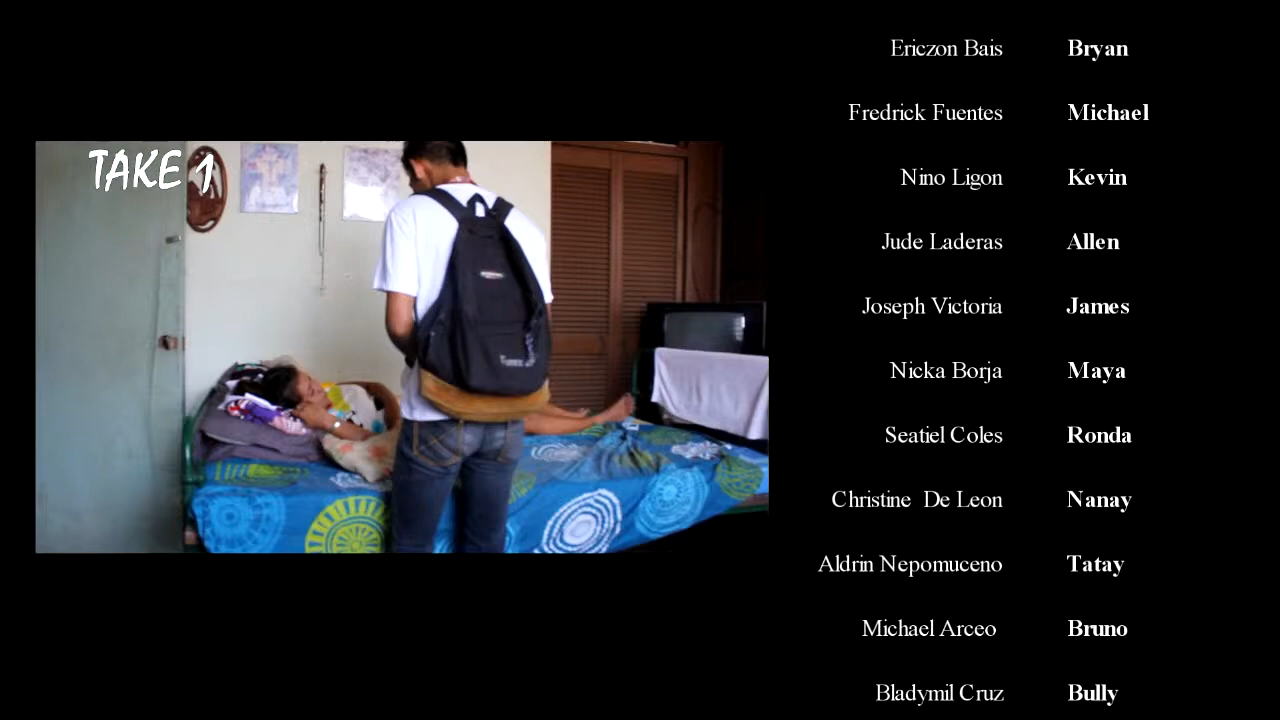 TAKE 1
Ericzon Bais Bryan
Fredrick Fuentes Michael
Nino Ligon Kevin
Jude Laderas Allen
Joseph Victoria James
Nicka Borja Maya
Seatiel Coles Ronda
Christine  De Leon Nanay
Aldrin Nepomuceno Tatay
Michael Arceo Bruno
Bladymil Cruz Bully